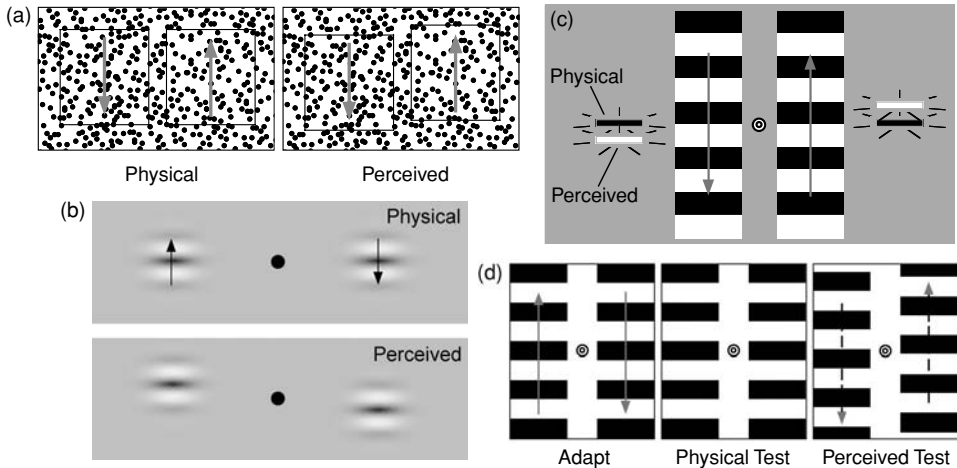 (a)
Physical
Perceived
(b)
Physical
Perceived
(c)
Physical
Perceived
(d)
Adapt
Physical Test
Perceived Test